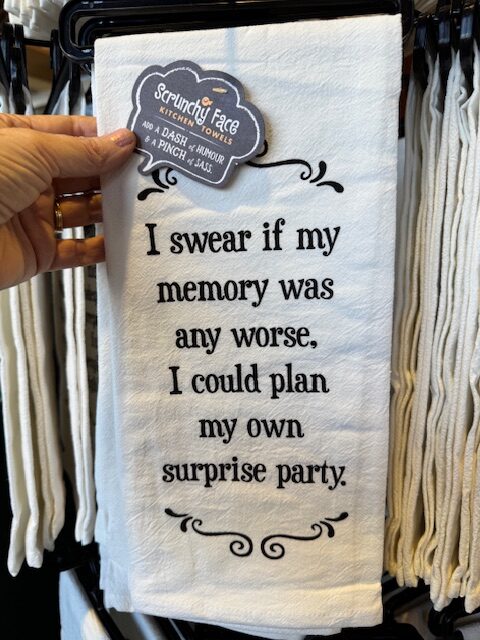 Scrunchy Face
KITCHEN TOWELS
ADD A DASH of HUMOUR
& A PINCH of SASS.
I swear if my
memory was
any worse,
I could plan
my own
surprise party.